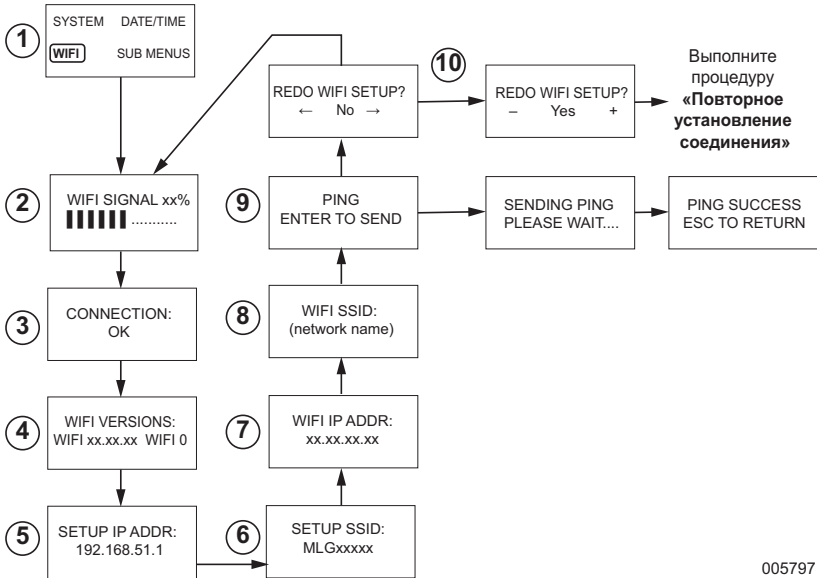 1
SYSTEM DATE/TIME
WIFI SUB MENUS
2
WIFI SIGNAL xx%
...........
3
CONNECTION:
OK
4
WIFI VERSIONS:
WIFI xx.xx.xx WIFI 0
5
SETUP IP ADDR:
192.168.51.1
6
SETUP SSID:
MLGxxxxx
7
WIFI IP ADDR:
xx.xx.xx.xx
8
WIFI SSID:
(network name)
9
PING
ENTER TO SEND
SENDING PING
PLEASE WAIT....
PING SUCCESS
ESC TO RETURN
10
REDO WIFI SETUP?
← No →
REDO WIFI SETUP?
– Yes +
Выполните
процедуру
«Повторное
установление
соединения»
005797